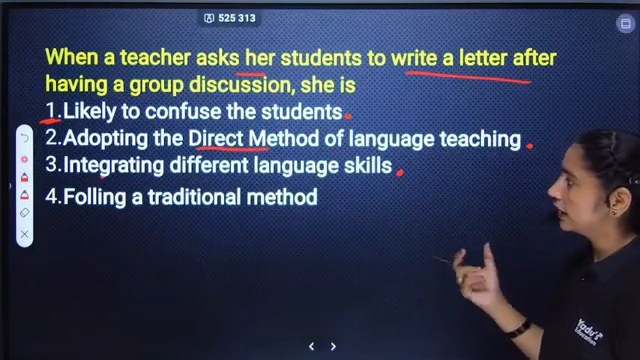 525 313
When a teacher asks her students to write a letter after
having a group discussion, she is
1.Likely to confuse the students
2.Adopting the Direct Method of language teaching
3.Integrating different language skills
4.Folling a traditional method
Yadu's
Education